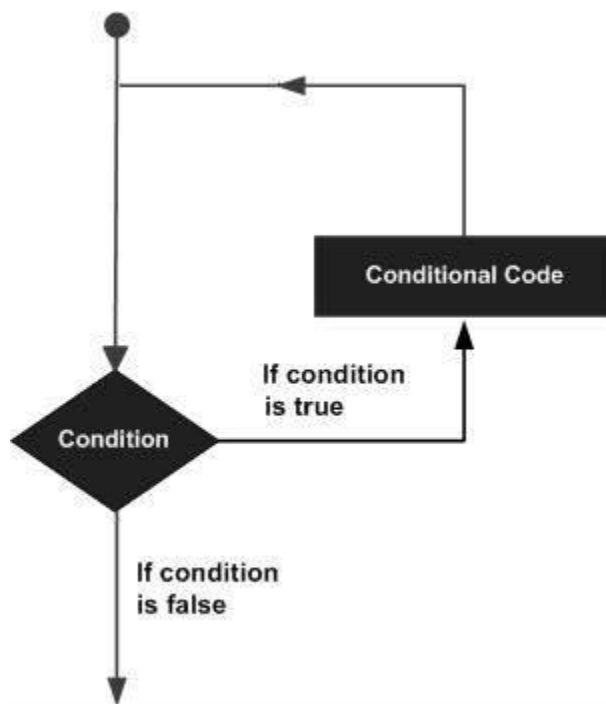 Conditional Code
If condition
is true
Condition
If condition
is false